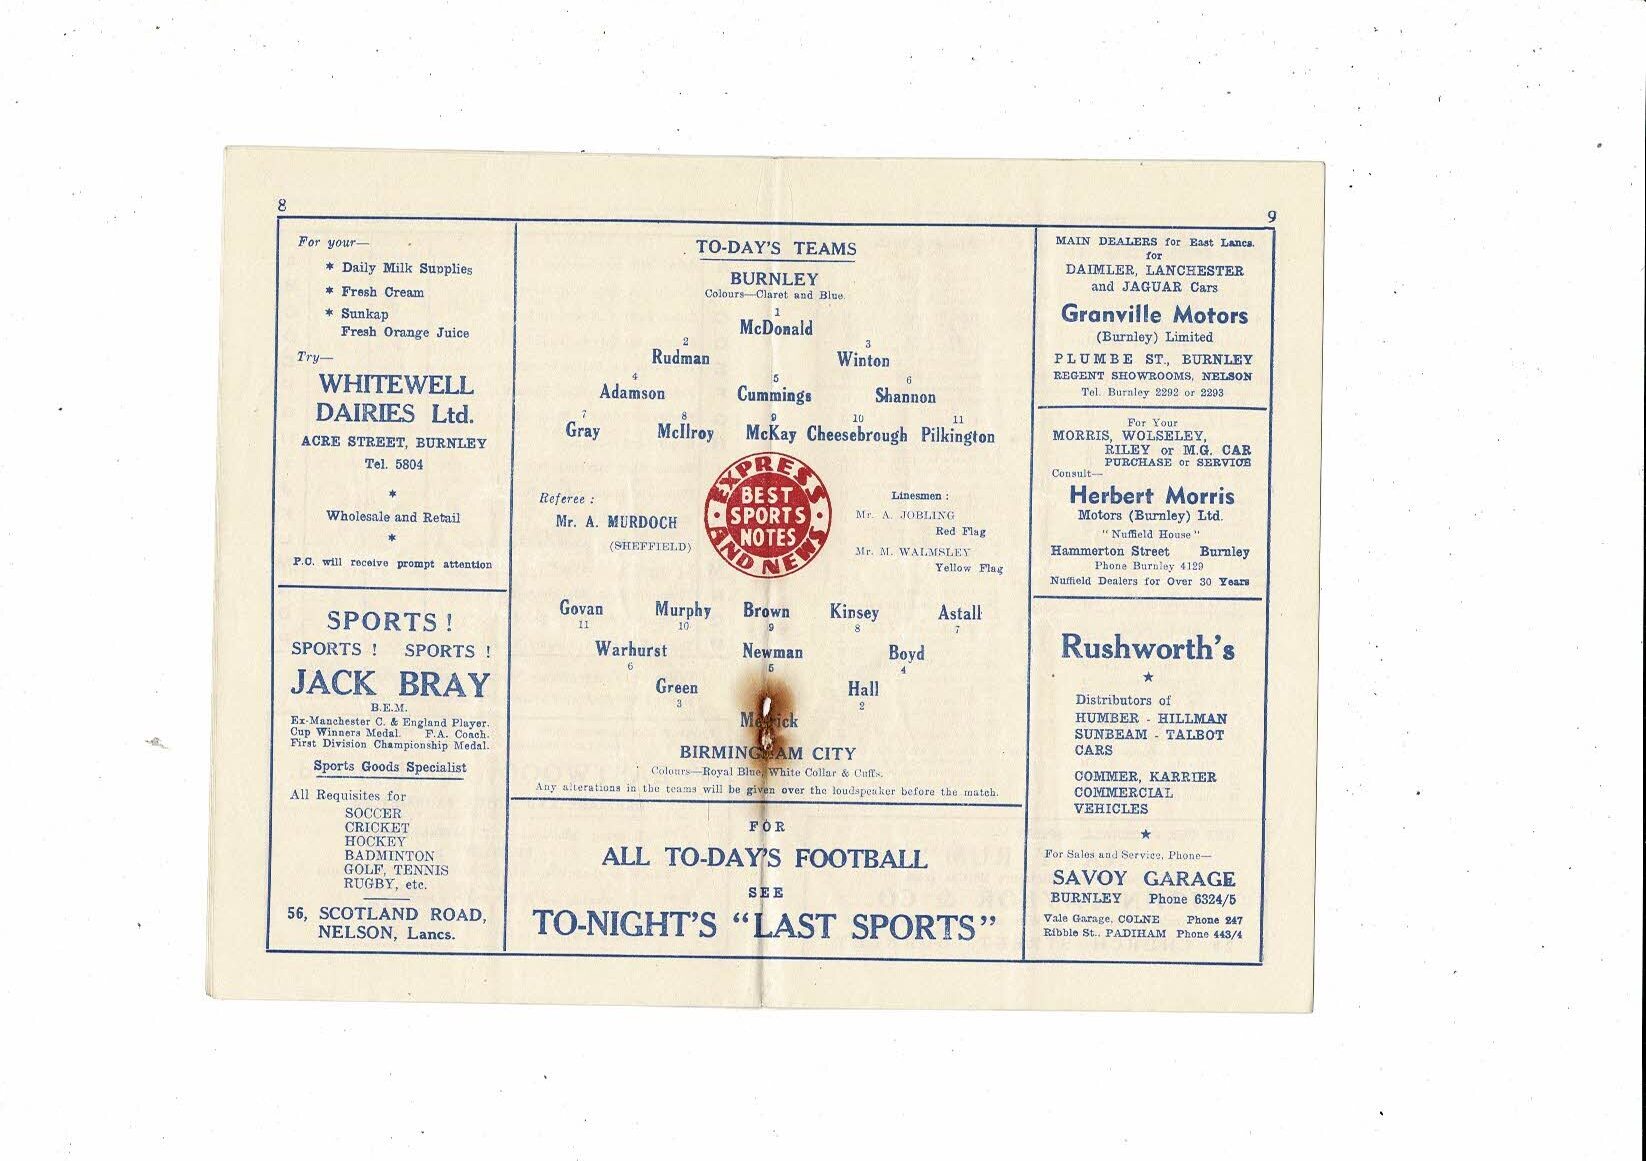 8
For your—
* Daily Milk Supplies
* Fresh Cream
* Sunkap
Fresh Orange Juice
Try—
WHITEWELL
DAIRIES Ltd.
ACRE STREET, BURNLEY
Tel. 5804
*
Wholesale and Retail
*
P.C. will receive prompt attention
SPORTS !
SPORTS ! SPORTS !
JACK BRAY
B.E.M.
Ex-Manchester C. & England Player.
Cup Winners Medal. F.A. Coach.
First Division Championship Medal.
Sports Goods Specialist
All Requisites for
SOCCER
CRICKET
HOCKEY
BADMINTON
GOLF, TENNIS
RUGBY, etc.
56, SCOTLAND ROAD,
NELSON, Lancs.
TO-DAY'S TEAMS
BURNLEY
Colours—Claret and Blue
1
McDonald
2 3
Rudman Winton
4 5 6
Adamson Cummings Shannon
7 8 9 10 11
Gray McIlroy McKay Cheesebrough Pilkington
EXPRESS
BEST
SPORTS
NOTES
AND NEWS
Referee :
Mr. A. MURDOCH
(SHEFFIELD)
Linesmen :
Mr. A. JOBLING
Red Flag
Mr. M. WALMSLEY
Yellow Flag
Govan Murphy Brown Kinsey Astall
11 10 9 8 7
Warhurst Newman Boyd
6 5 4
Green Hall
3 2
BIRMINGHAM CITY
Colours—Royal Blue, White Collar & Cuffs.
Any alterations in the teams will be given over the loudspeaker before the match.
FOR
ALL TO-DAY'S FOOTBALL
SEE
TO-NIGHT'S "LAST SPORTS"
9
MAIN DEALERS for East Lancs.
for
DAIMLER, LANCHESTER
and JAGUAR Cars
Granville Motors
(Burnley) Limited
PLUMBE ST., BURNLEY
REGENT SHOWROOMS, NELSON
Tel. Burnley 2292 or 2293
For Your
MORRIS, WOLSELEY,
RILEY or M.G. CAR
PURCHASE or SERVICE
Consult—
Herbert Morris
Motors (Burnley) Ltd.
"Nuffield House"
Hammerton Street Burnley
Phone Burnley 4129
Nuffield Dealers for Over 30 Years
Rushworth's
★
Distributors of
HUMBER - HILLMAN
SUNBEAM - TALBOT
CARS
COMMER, KARRIER
COMMERCIAL
VEHICLES
★
For Sales and Service, Phone—
SAVOY GARAGE
BURNLEY Phone 6324/5
Vale Garage, COLNE Phone 247
Ribble St., PADIHAM Phone 443/4